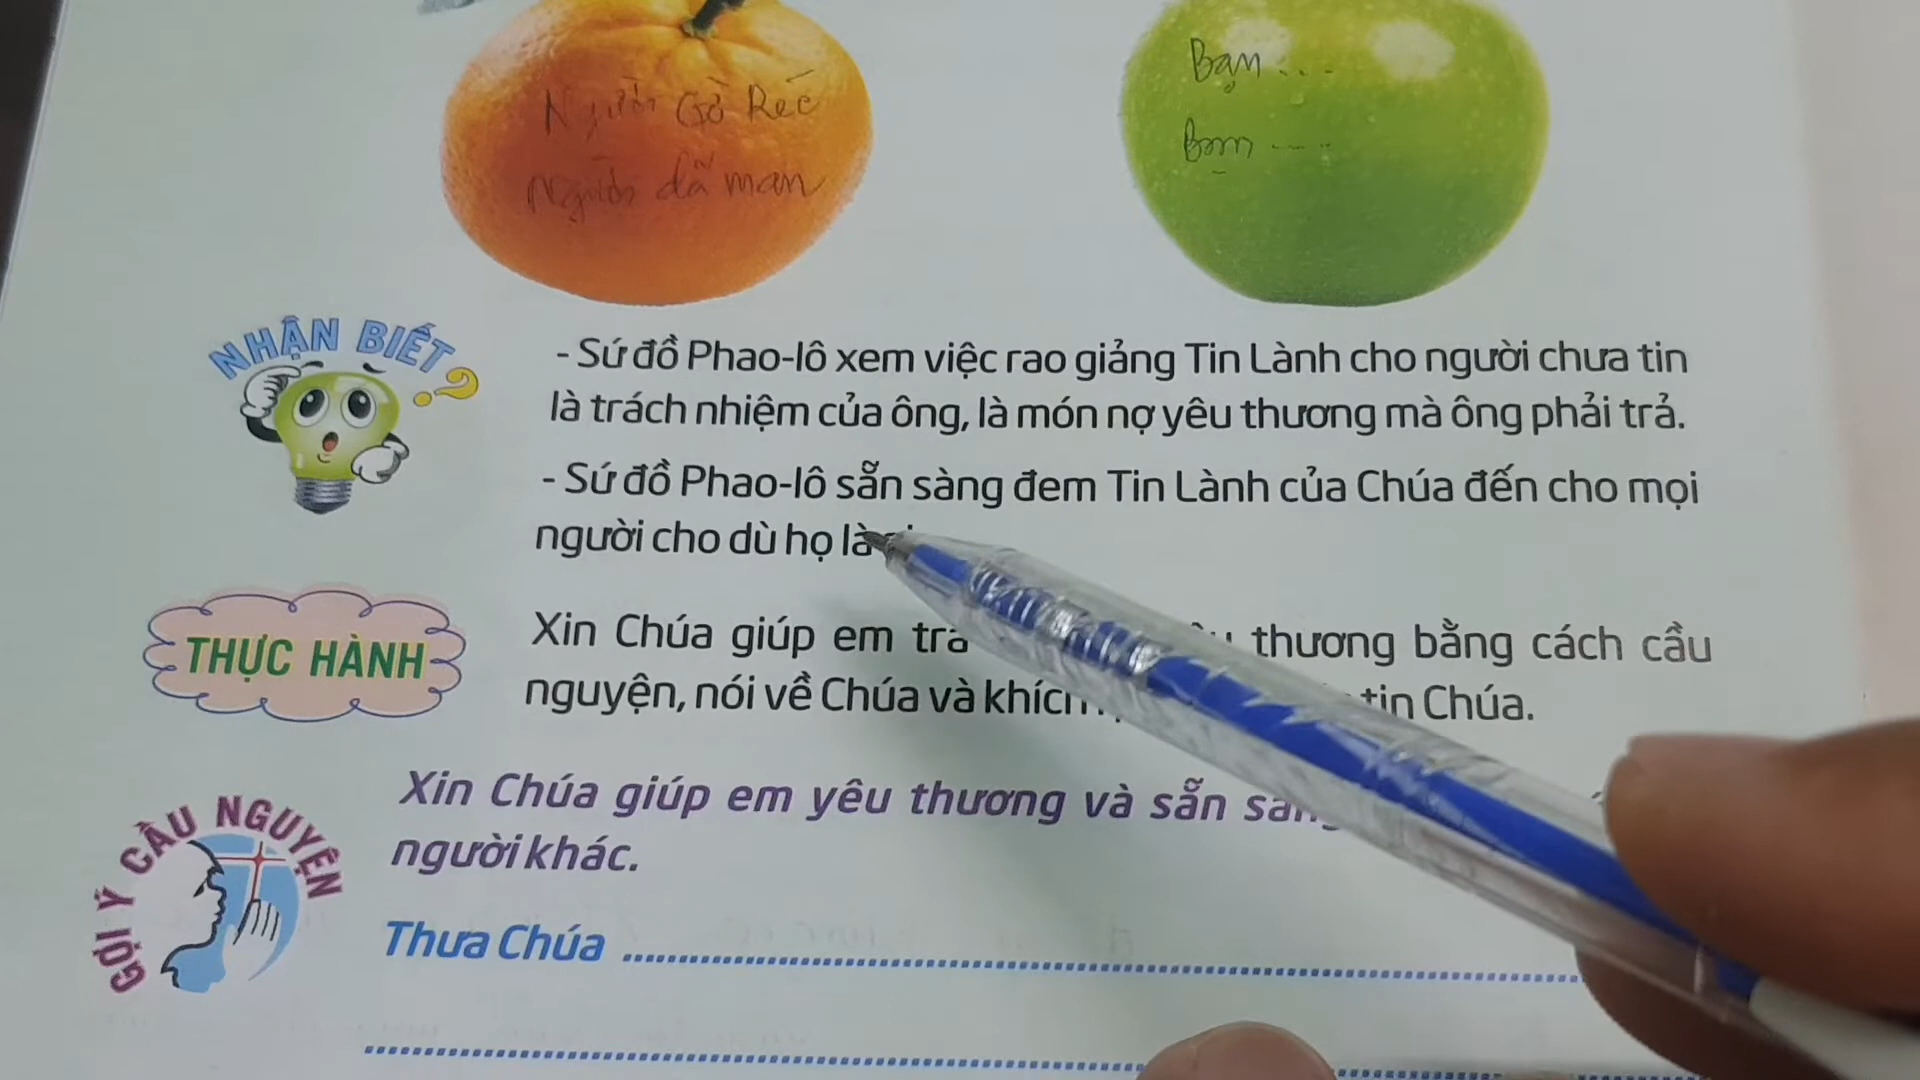 Người Gờ Réc
Người dã man
Bạn ...
Bạn ....
NHẬN BIẾT?
- Sứ đồ Phao-lô xem việc rao giảng Tin Lành cho người chưa tin
là trách nhiệm của ông, là món nợ yêu thương mà ông phải trả.
- Sứ đồ Phao-lô sẵn sàng đem Tin Lành của Chúa đến cho mọi
người cho dù họ là
THỰC HÀNH
Xin Chúa giúp em thương bằng cách cầu
nguyện, nói về Chúa và tin Chúa.
GỢI Ý CẦU NGUYỆN
Xin Chúa giúp em yêu thương và sẵn
người khác.
Thưa Chúa